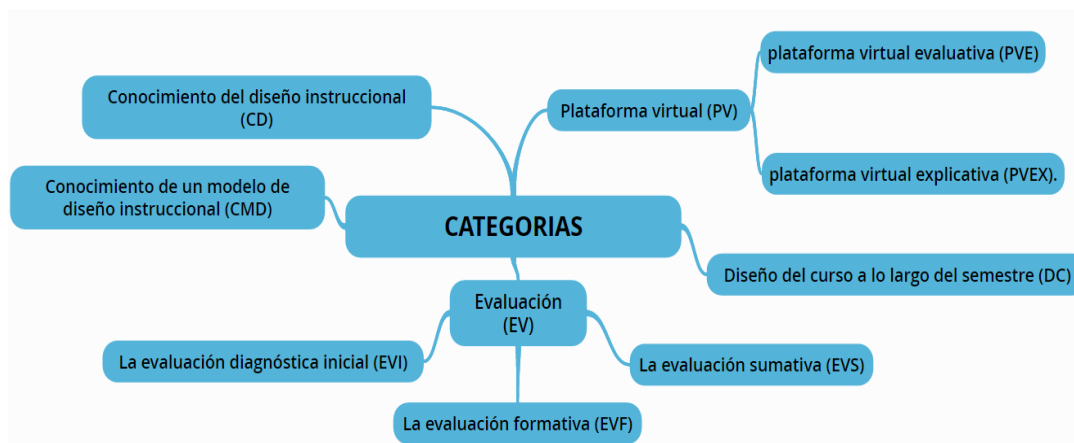 plataforma virtual evaluativa (PVE)
Conocimiento del diseño instruccional
(CD)
Plataforma virtual (PV)
Conocimiento de un modelo de
diseño instruccional (CMD)
plataforma virtual explicativa (PVEX).
CATEGORIAS
Diseño del curso a lo largo del semestre (DC)
Evaluación
(EV)
La evaluación diagnóstica inicial (EVI)
La evaluación sumativa (EVS)
La evaluación formativa (EVF)